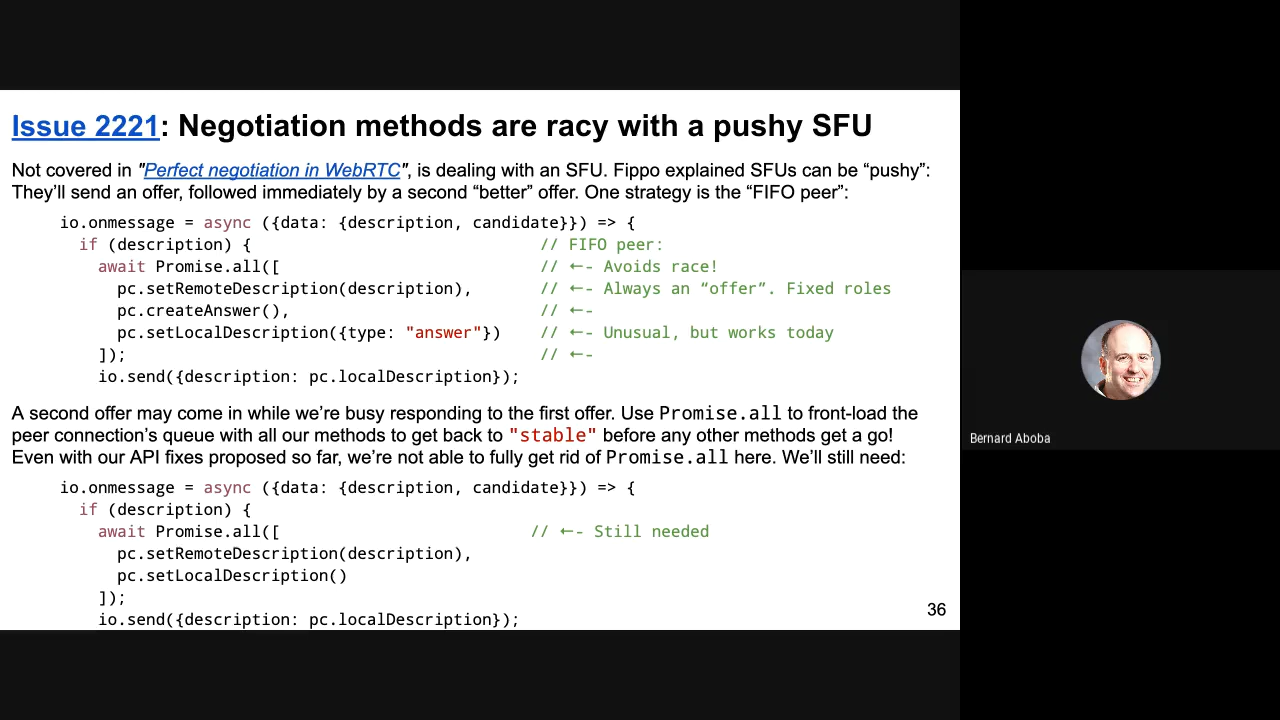 Issue 2221: Negotiation methods are racy with a pushy SFU
Not covered in "Perfect negotiation in WebRTC", is dealing with an SFU. Fippo explained SFUs can be “pushy”:
They’ll send an offer, followed immediately by a second “better” offer. One strategy is the “FIFO peer”:
io.onmessage = async ({data: {description, candidate}}) => {
if (description) { // FIFO peer:
await Promise.all([ // ←- Avoids race!
pc.setRemoteDescription(description), // ←- Always an “offer”. Fixed roles
pc.createAnswer(), // ←-
pc.setLocalDescription({type: "answer"}) // ←- Unusual, but works today
]); // ←-
io.send({description: pc.localDescription});
A second offer may come in while we’re busy responding to the first offer. Use Promise.all to front-load the
peer connection’s queue with all our methods to get back to "stable" before any other methods get a go!
Even with our API fixes proposed so far, we’re not able to fully get rid of Promise.all here. We’ll still need:
io.onmessage = async ({data: {description, candidate}}) => {
if (description) {
await Promise.all([ // ←- Still needed
pc.setRemoteDescription(description),
pc.setLocalDescription()
]);
io.send({description: pc.localDescription});
36
Bernard Aboba